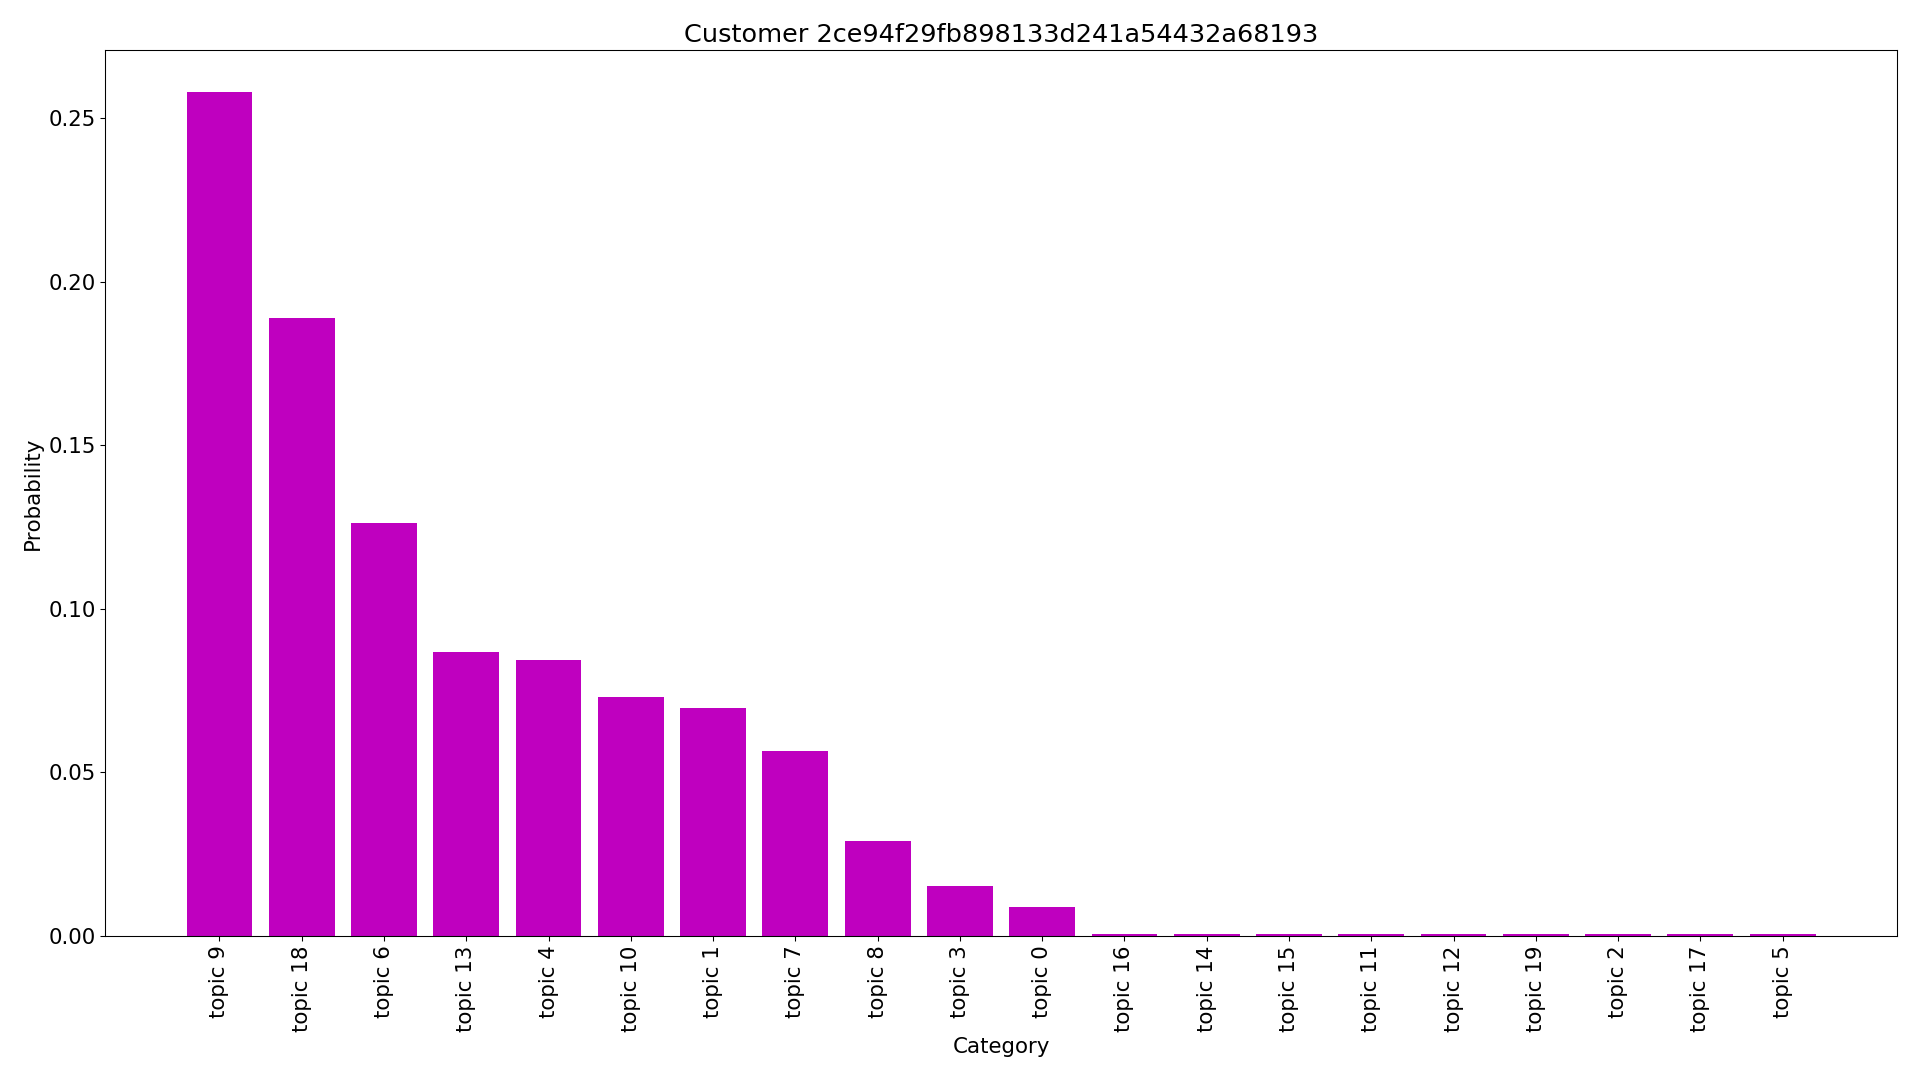 Customer 2ce94f29fb898133d241a54432a68193
Probability
0.25
0.20
0.15
0.10
0.05
0.00
topic 9
topic 18
topic 6
topic 13
topic 4
topic 10
topic 1
topic 7
topic 8
topic 3
topic 0
topic 16
topic 14
topic 15
topic 11
topic 12
topic 19
topic 2
topic 17
topic 5
Category